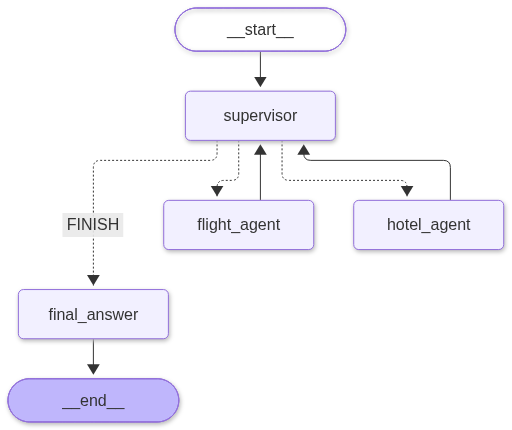 __start__
supervisor
FINISH
flight_agent
hotel_agent
final_answer
__end__